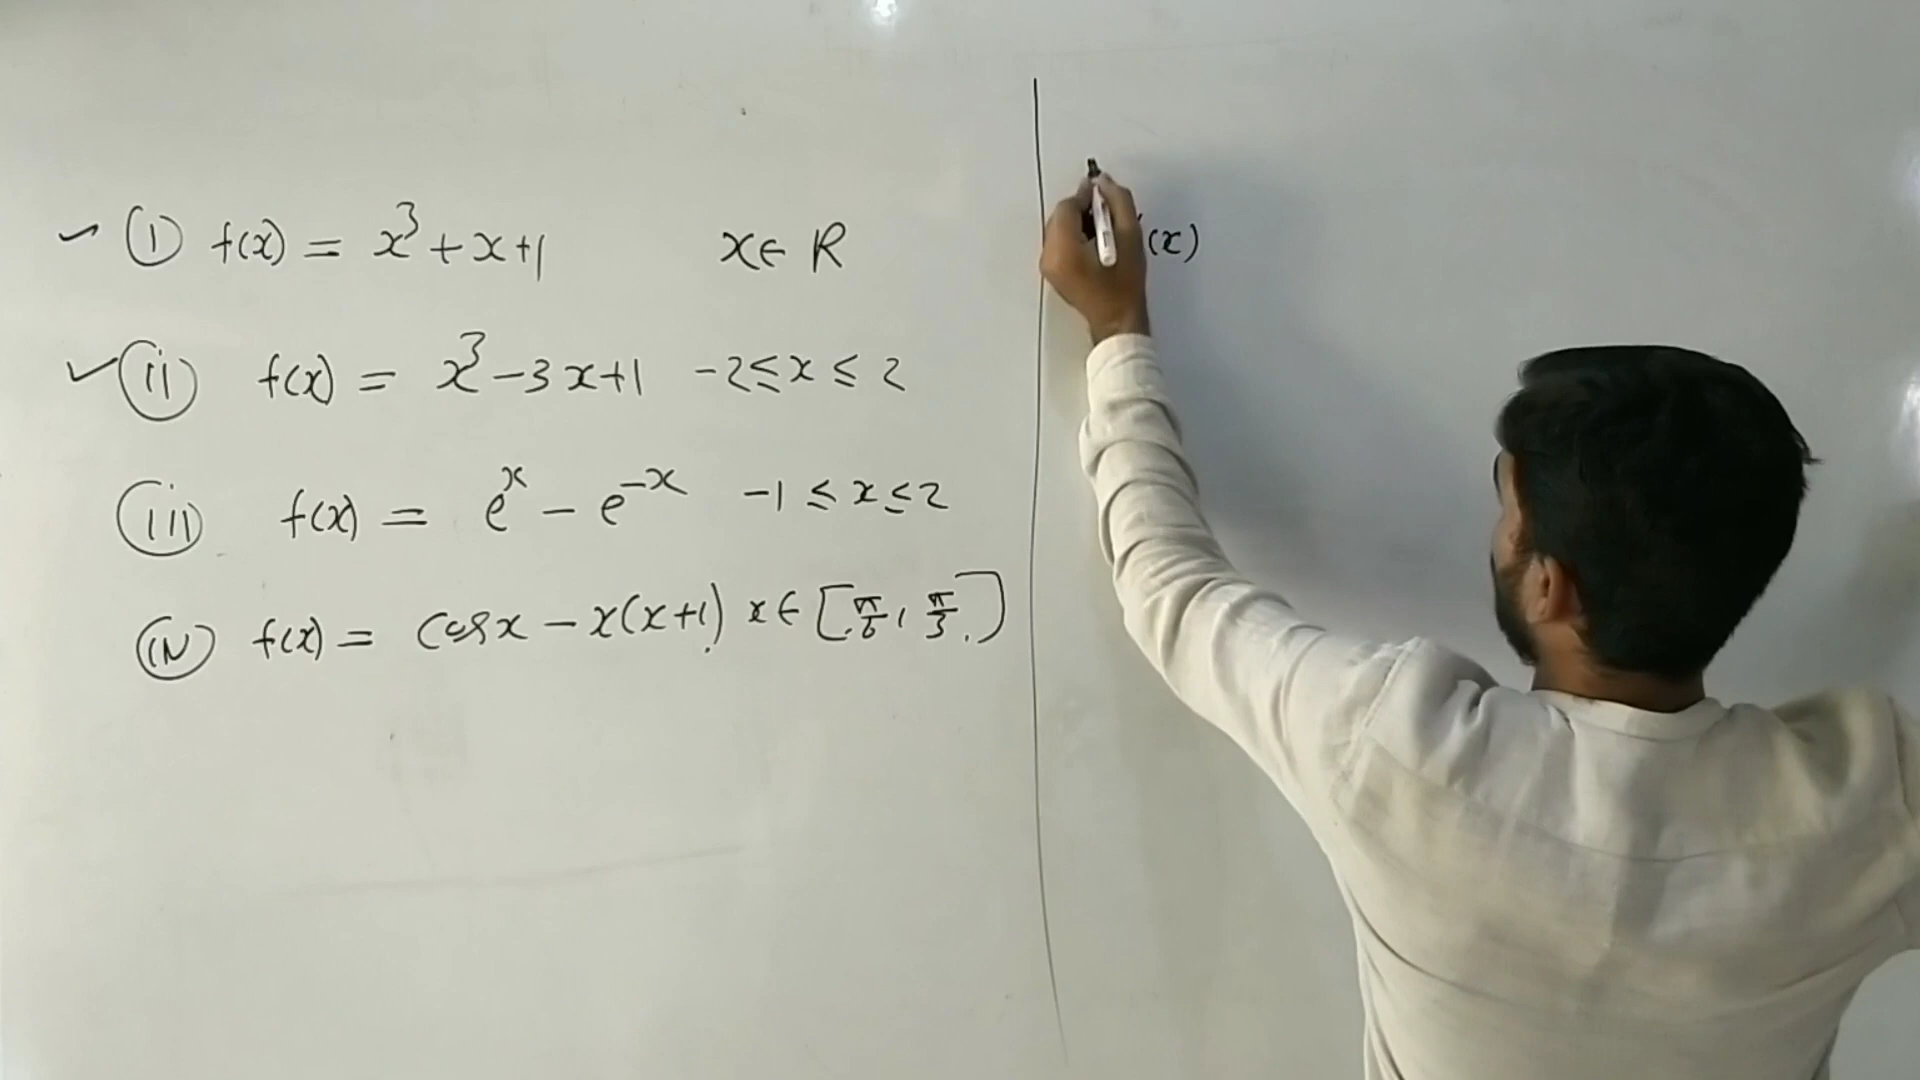 (i) f(x) = x³ + x + 1 x ∈ R
(ii) f(x) = x³ - 3x + 1 -2 ≤ x ≤ 2
(iii) f(x) = eˣ - e⁻ˣ -1 ≤ x ≤ 2
(iv) f(x) = cos x - x(x+1) x ∈ [π/6, π/3]
'(x)